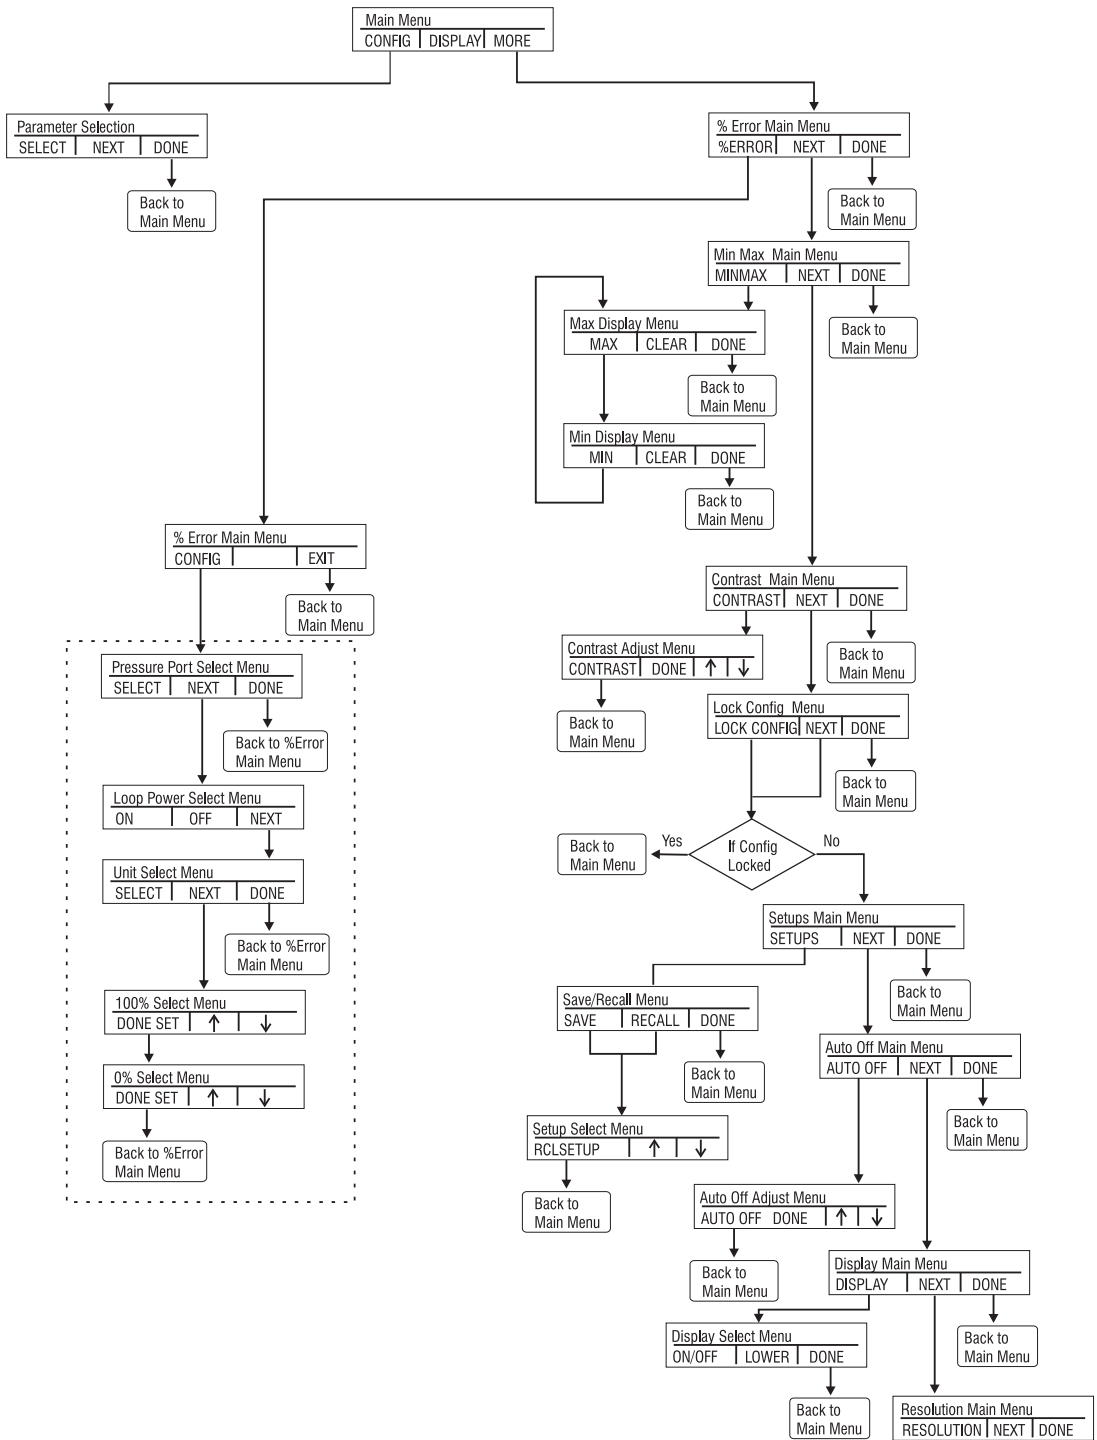 Main Menu
CONFIG DISPLAY MORE
Parameter Selection
SELECT NEXT DONE
Back to
Main Menu
% Error Main Menu
%ERROR NEXT DONE
Back to
Main Menu
Min Max Main Menu
MINMAX NEXT DONE
Back to
Main Menu
Max Display Menu
MAX CLEAR DONE
Back to
Main Menu
Min Display Menu
MIN CLEAR DONE
Back to
Main Menu
% Error Main Menu
CONFIG EXIT
Back to
Main Menu
Pressure Port Select Menu
SELECT NEXT DONE
Back to %Error
Main Menu
Loop Power Select Menu
ON OFF NEXT
Unit Select Menu
SELECT NEXT DONE
Back to %Error
Main Menu
100% Select Menu
DONE SET ↑ ↓
0% Select Menu
DONE SET ↑ ↓
Back to %Error
Main Menu
Contrast Main Menu
CONTRAST NEXT DONE
Back to
Main Menu
Contrast Adjust Menu
CONTRAST DONE ↑ ↓
Back to
Main Menu
Lock Config Menu
LOCK CONFIG NEXT DONE
Back to
Main Menu
If Config
Locked
Yes
No
Back to
Main Menu
Setups Main Menu
SETUPS NEXT DONE
Back to
Main Menu
Save/Recall Menu
SAVE RECALL DONE
Back to
Main Menu
Setup Select Menu
RCLSETUP ↑ ↓
Back to
Main Menu
Auto Off Main Menu
AUTO OFF NEXT DONE
Back to
Main Menu
Auto Off Adjust Menu
AUTO OFF DONE ↑ ↓
Back to
Main Menu
Display Main Menu
DISPLAY NEXT DONE
Back to
Main Menu
Display Select Menu
ON/OFF LOWER DONE
Back to
Main Menu
Resolution Main Menu
RESOLUTION NEXT DONE